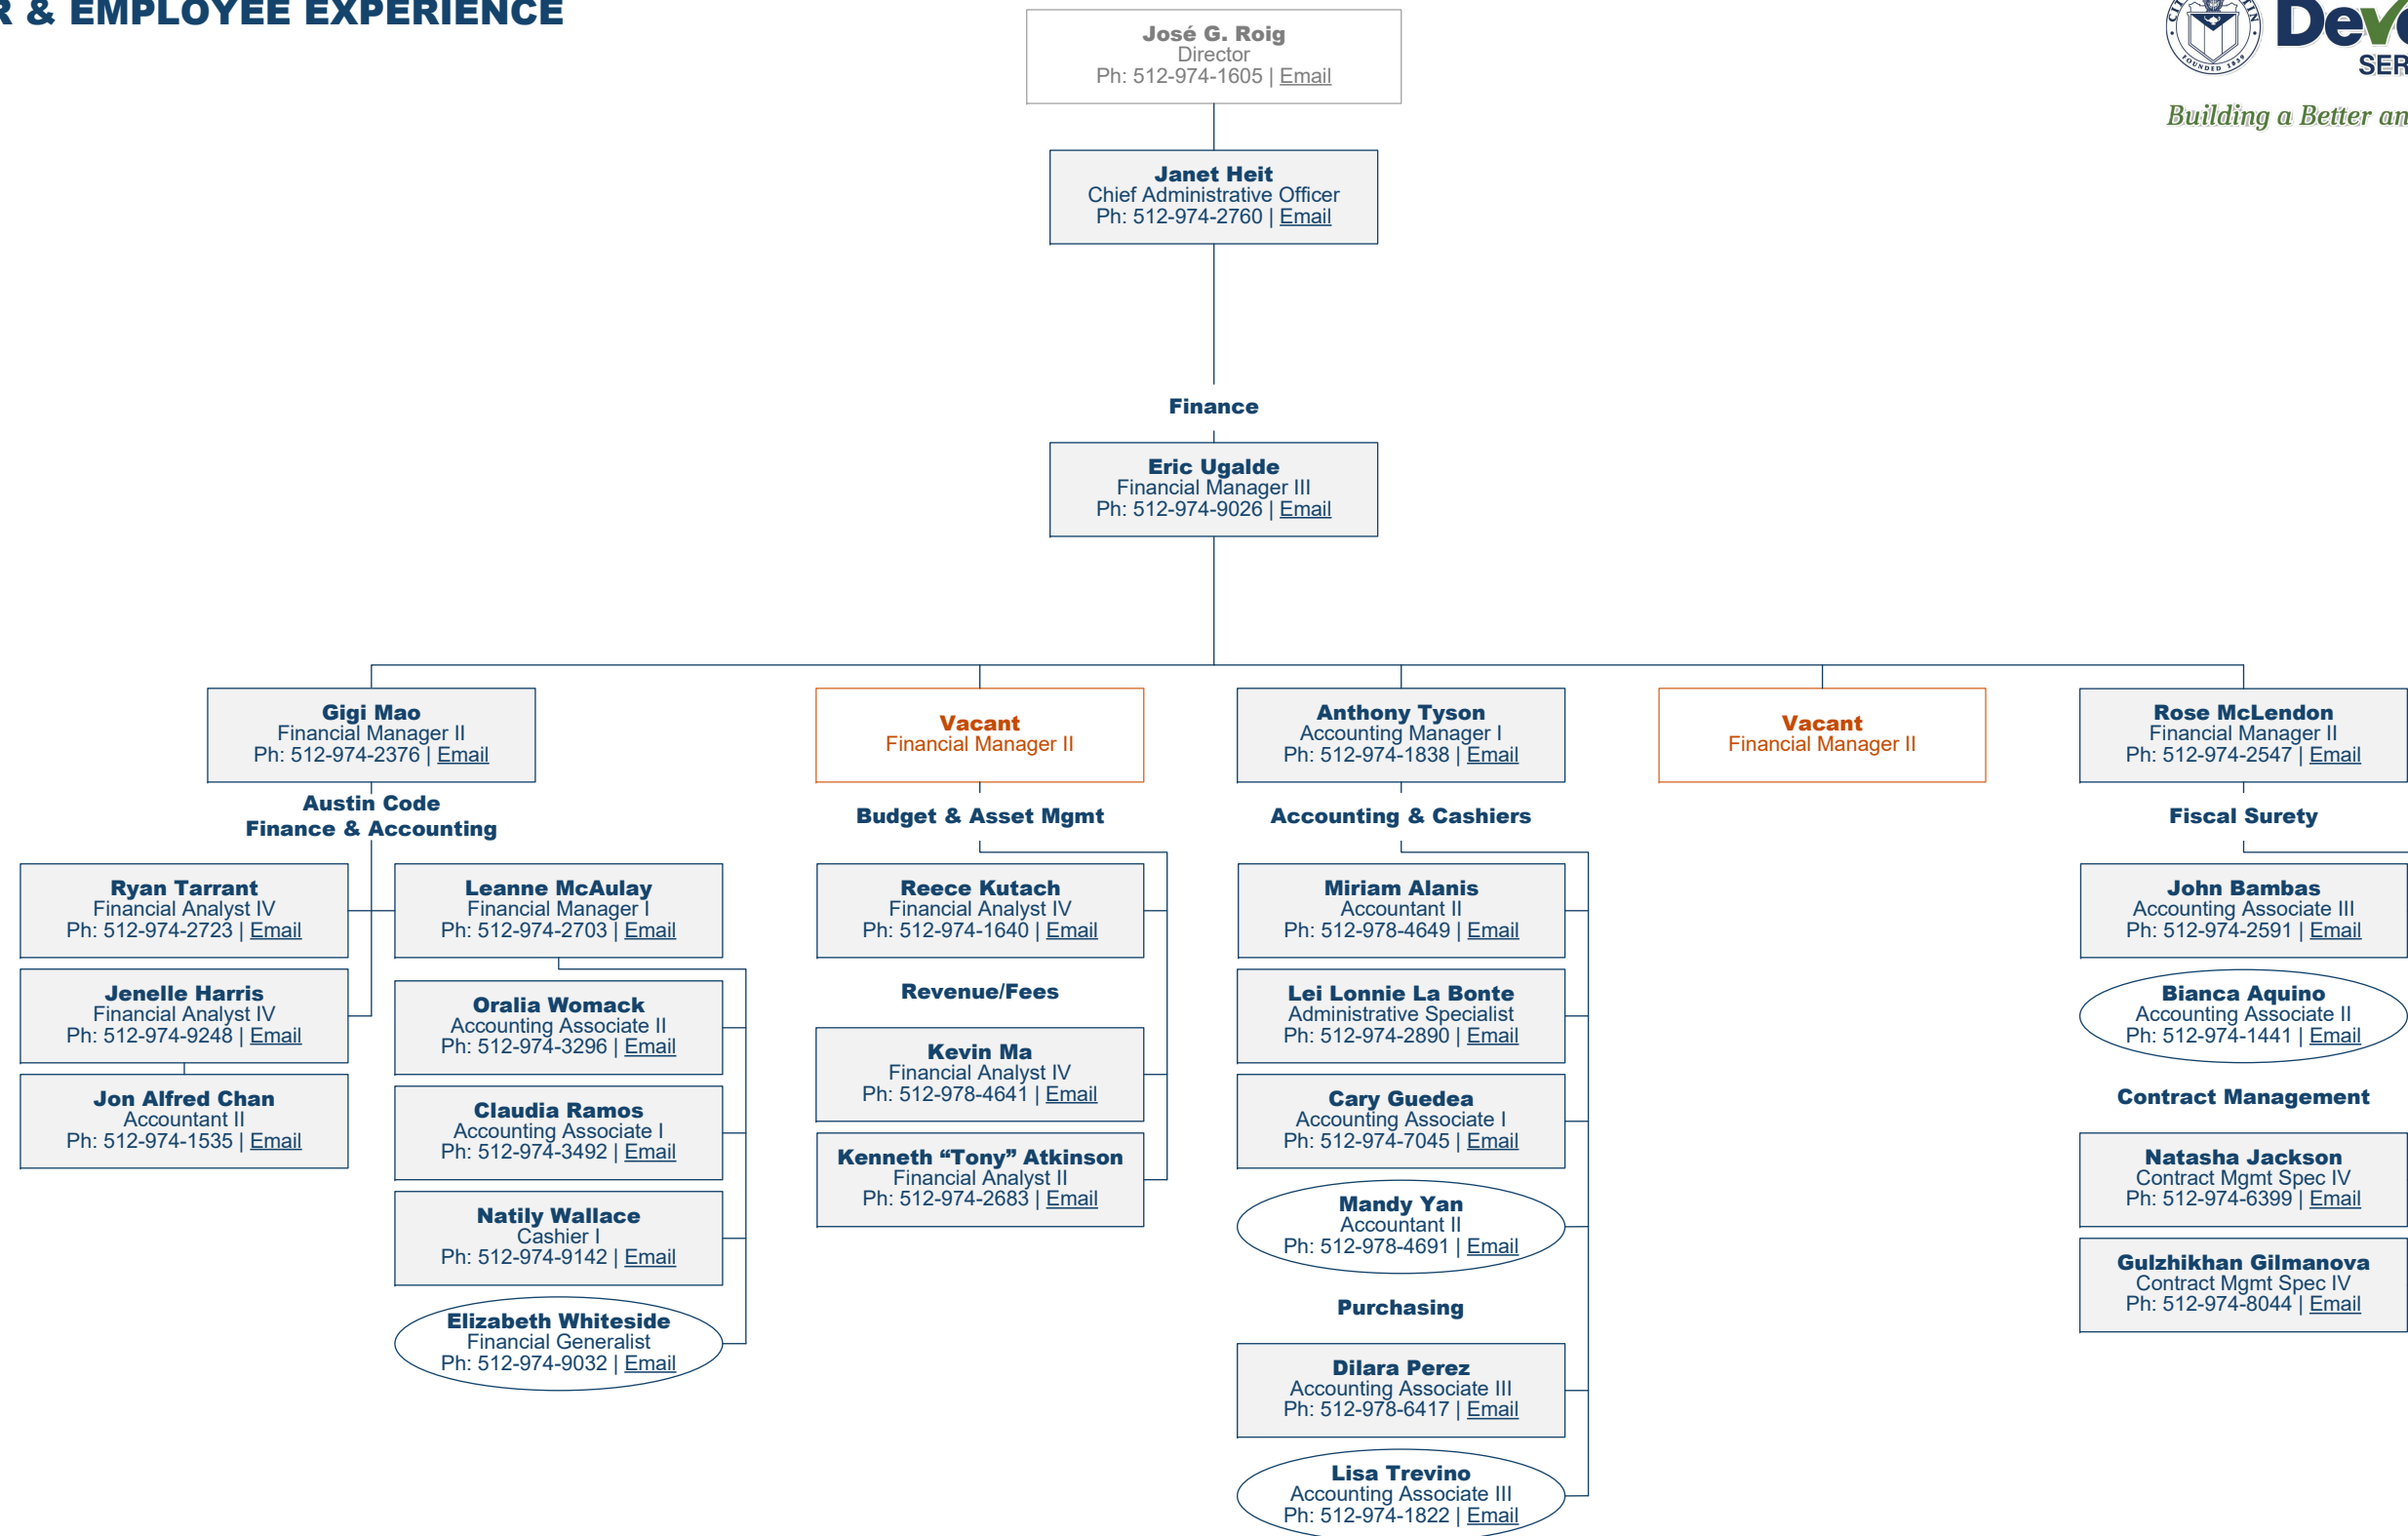 R & EMPLOYEE EXPERIENCE
José G. Roig
Director
Ph: 512-974-1605 | Email
SER
FOUNDED 1839
Building a Better an
Janet Heit
Chief Administrative Officer
Ph: 512-974-2760 | Email
Finance
Eric Ugalde
Financial Manager III
Ph: 512-974-9026 | Email
Gigi Mao
Financial Manager II
Ph: 512-974-2376 | Email
Austin Code
Finance & Accounting
Ryan Tarrant
Financial Analyst IV
Ph: 512-974-2723 | Email
Jenelle Harris
Financial Analyst IV
Ph: 512-974-9248 | Email
Jon Alfred Chan
Accountant II
Ph: 512-974-1535 | Email
Leanne McAulay
Financial Manager I
Ph: 512-974-2703 | Email
Oralia Womack
Accounting Associate II
Ph: 512-974-3296 | Email
Claudia Ramos
Accounting Associate I
Ph: 512-974-3492 | Email
Natily Wallace
Cashier I
Ph: 512-974-9142 | Email
Elizabeth Whiteside
Financial Generalist
Ph: 512-974-9032 | Email
Vacant
Financial Manager II
Budget & Asset Mgmt
Reece Kutach
Financial Analyst IV
Ph: 512-974-1640 | Email
Revenue/Fees
Kevin Ma
Financial Analyst IV
Ph: 512-978-4641 | Email
Kenneth “Tony” Atkinson
Financial Analyst II
Ph: 512-974-2683 | Email
Anthony Tyson
Accounting Manager I
Ph: 512-974-1838 | Email
Accounting & Cashiers
Miriam Alanis
Accountant II
Ph: 512-978-4649 | Email
Lei Lonnie La Bonte
Administrative Specialist
Ph: 512-974-2890 | Email
Cary Guedea
Accounting Associate I
Ph: 512-974-7045 | Email
Mandy Yan
Accountant II
Ph: 512-978-4691 | Email
Purchasing
Dilara Perez
Accounting Associate III
Ph: 512-978-6417 | Email
Lisa Trevino
Accounting Associate III
Ph: 512-974-1822 | Email
Vacant
Financial Manager II
Rose McLendon
Financial Manager II
Ph: 512-974-2547 | Email
Fiscal Surety
John Bambas
Accounting Associate III
Ph: 512-974-2591 | Email
Bianca Aquino
Accounting Associate II
Ph: 512-974-1441 | Email
Contract Management
Natasha Jackson
Contract Mgmt Spec IV
Ph: 512-974-6399 | Email
Gulzhikhan Gilmanova
Contract Mgmt Spec IV
Ph: 512-974-8044 | Email